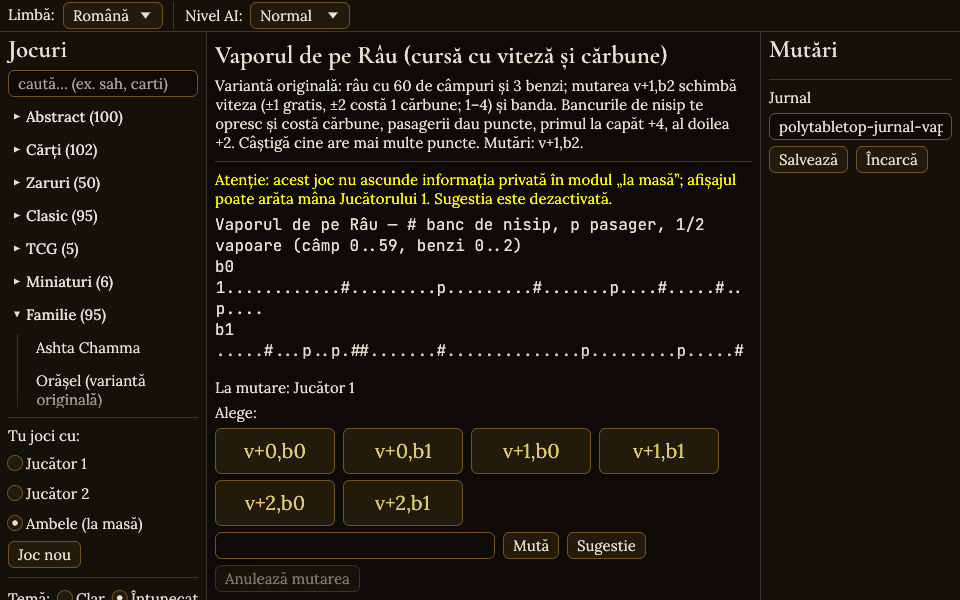 Limbă: Română ▼ Nivel AI: Normal ▼
Jocuri
caută... (ex. sah, carti)
▸ Abstract (100)
▸ Cărți (102)
▸ Zaruri (50)
▸ Clasic (95)
▸ TCG (5)
▸ Miniaturi (6)
▾ Familie (95)
Ashta Chamma
Orășel (variantă
originală)
Tu joci cu:
Jucător 1
Jucător 2
Ambele (la masă)
Joc nou
Temă: Clar Întunecat
Vaporul de pe Râu (cursă cu viteză și cărbune)
Variantă originală: râu cu 60 de câmpuri și 3 benzi; mutarea v+1,b2 schimbă
viteza (±1 gratis, ±2 costă 1 cărbune; 1–4) și banda. Bancurile de nisip te
opresc și costă cărbune, pasagerii dau puncte, primul la capăt +4, al doilea
+2. Câștigă cine are mai multe puncte. Mutări: v+1,b2.
Atenție: acest joc nu ascunde informația privată în modul „la masă”; afișajul
poate arăta mâna Jucătorului 1. Sugestia este dezactivată.
Vaporul de pe Râu — # banc de nisip, p pasager, 1/2
vapoare (câmp 0..59, benzi 0..2)
b0
1............#.........p.........#.......p....#.....#..
p....
b1
.....#...p..p.##.......#..............p.........p.....#
La mutare: Jucător 1
Alege:
v+0,b0 v+0,b1 v+1,b0 v+1,b1
v+2,b0 v+2,b1
Mută Sugestie
Anulează mutarea
Mutări
Jurnal
polytabletop-jurnal-vap
Salvează Încarcă